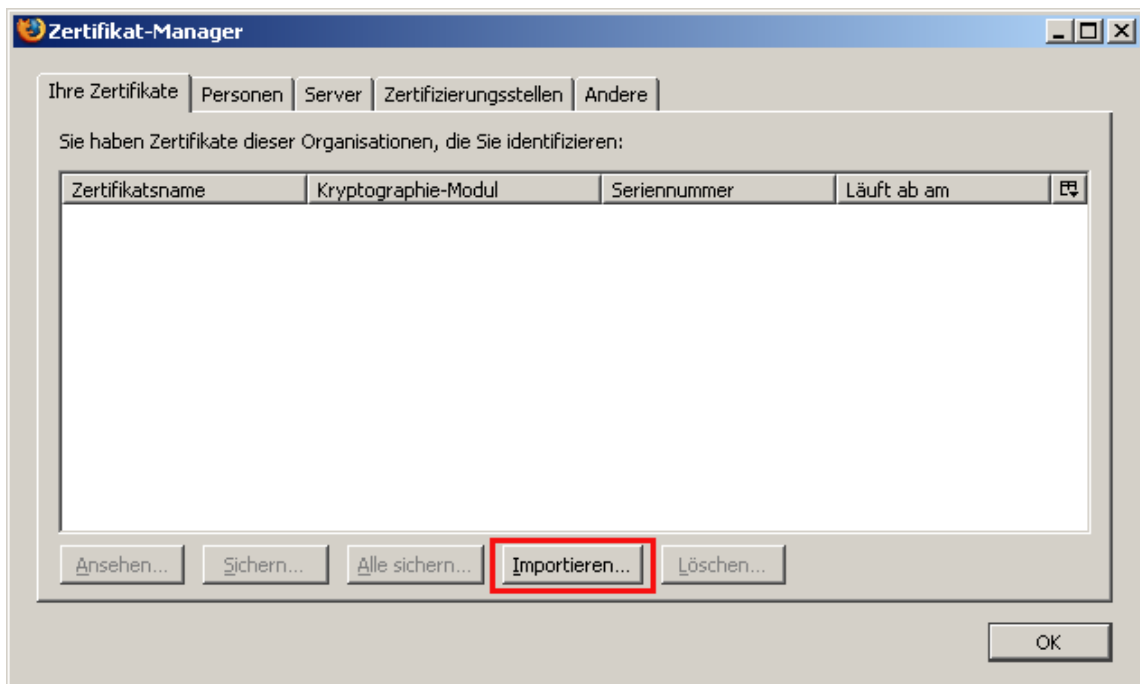 Zertifikat-Manager
Ihre Zertifikate Personen Server Zertifizierungsstellen Andere
Sie haben Zertifikate dieser Organisationen, die Sie identifizieren:
Zertifikatsname Kryptographie-Modul Seriennummer Läuft ab am
Ansehen... Sichern... Alle sichern... Importieren... Löschen...
OK